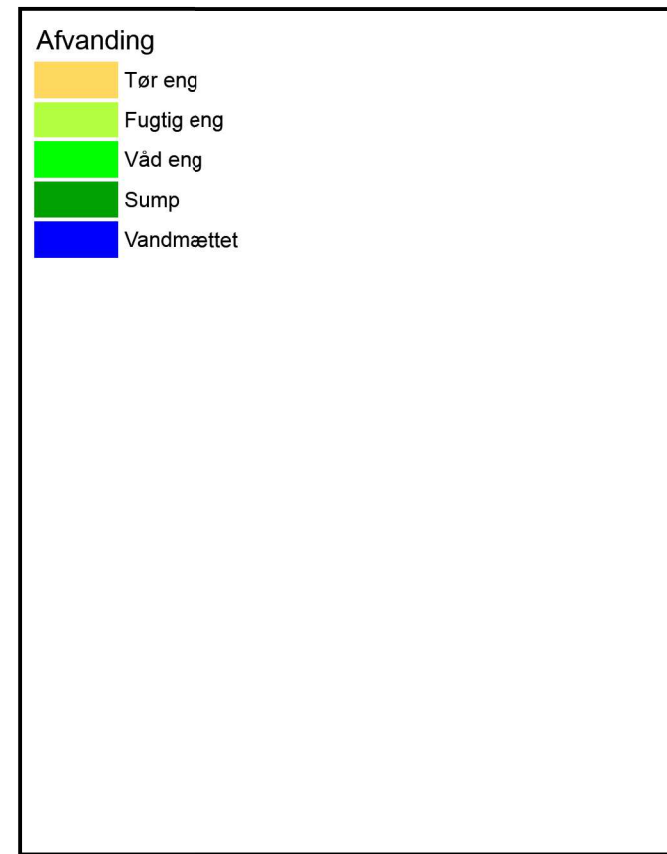 Afvanding
Tør eng
Fugtig eng
Våd eng
Sump
Vandmættet